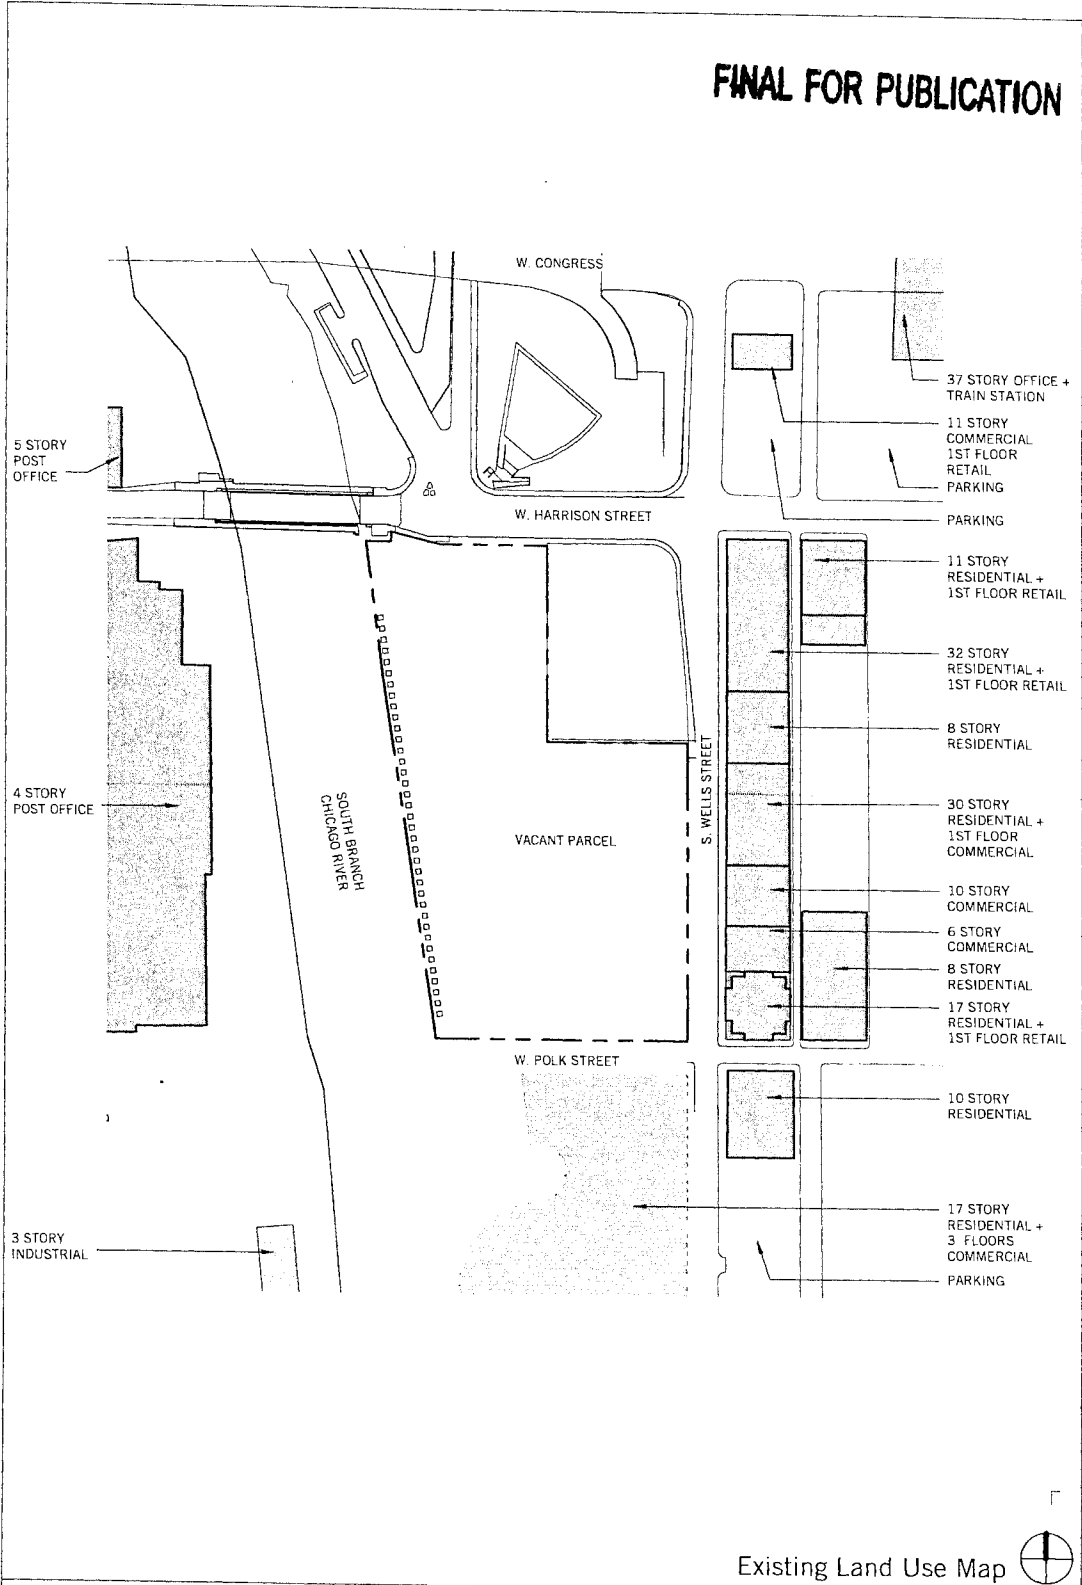 FINAL FOR PUBLICATION
W. CONGRESS
37 STORY OFFICE +
TRAIN STATION
11 STORY
COMMERCIAL
1ST FLOOR
RETAIL
PARKING
5 STORY
POST
OFFICE
W. HARRISON STREET
PARKING
11 STORY
RESIDENTIAL +
1ST FLOOR RETAIL
32 STORY
RESIDENTIAL +
1ST FLOOR RETAIL
8 STORY
RESIDENTIAL
S. WELLS STREET
4 STORY
POST OFFICE
SOUTH BRANCH
CHICAGO RIVER
VACANT PARCEL
30 STORY
RESIDENTIAL +
1ST FLOOR
COMMERCIAL
10 STORY
COMMERCIAL
6 STORY
COMMERCIAL
8 STORY
RESIDENTIAL
17 STORY
RESIDENTIAL +
1ST FLOOR RETAIL
W. POLK STREET
10 STORY
RESIDENTIAL
17 STORY
RESIDENTIAL +
3 FLOORS
COMMERCIAL
3 STORY
INDUSTRIAL
PARKING
Existing Land Use Map